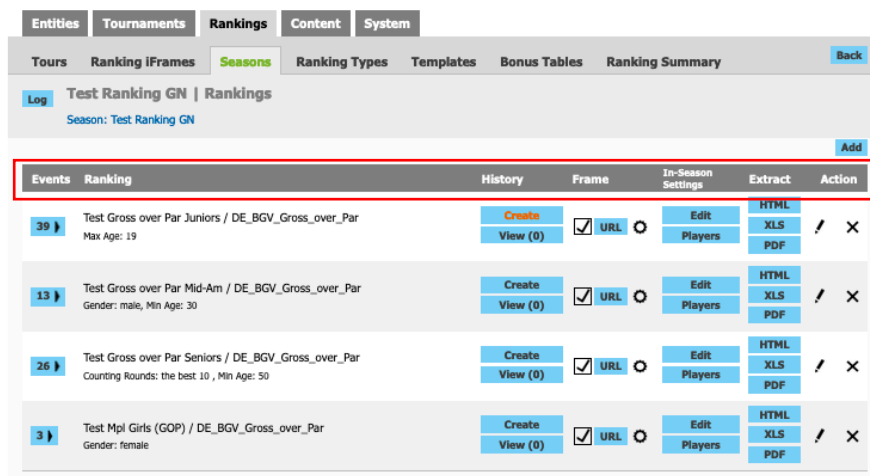 Entities Tournaments Rankings Content System
Tours Ranking iFrames Seasons Ranking Types Templates Bonus Tables Ranking Summary Back
Log Test Ranking GN | Rankings
Season: Test Ranking GN
Add
Events Ranking History Frame In-Season Settings Extract Action
39 Test Gross over Par Juniors / DE_BGV_Gross_over_Par Create URL Edit HTML
Max Age: 19 View (0) Players XLS
PDF
13 Test Gross over Par Mid-Am / DE_BGV_Gross_over_Par Create URL Edit HTML
Gender: male, Min Age: 30 View (0) Players XLS
PDF
26 Test Gross over Par Seniors / DE_BGV_Gross_over_Par Create URL Edit HTML
Counting Rounds: the best 10 , Min Age: 50 View (0) Players XLS
PDF
3 Test Mpl Girls (GOP) / DE_BGV_Gross_over_Par Create URL Edit HTML
Gender: female View (0) Players XLS
PDF